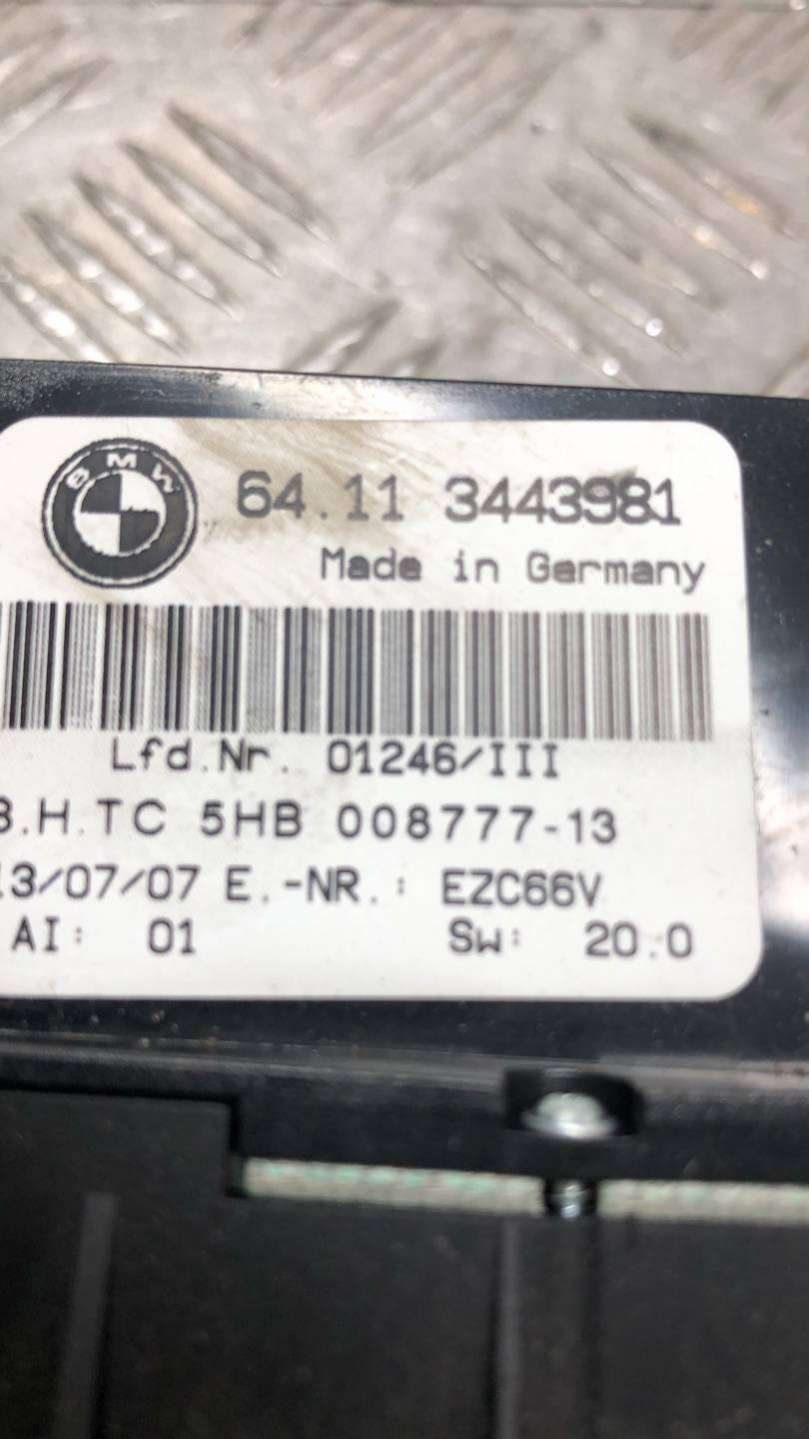 BMW
64.11 3443981
Made in Germany
Lfd.Nr. 01246/III
B.H.TC 5HB 008777-13
13/07/07 E.-NR.: EZC66V
AI: 01 Sw: 20.0